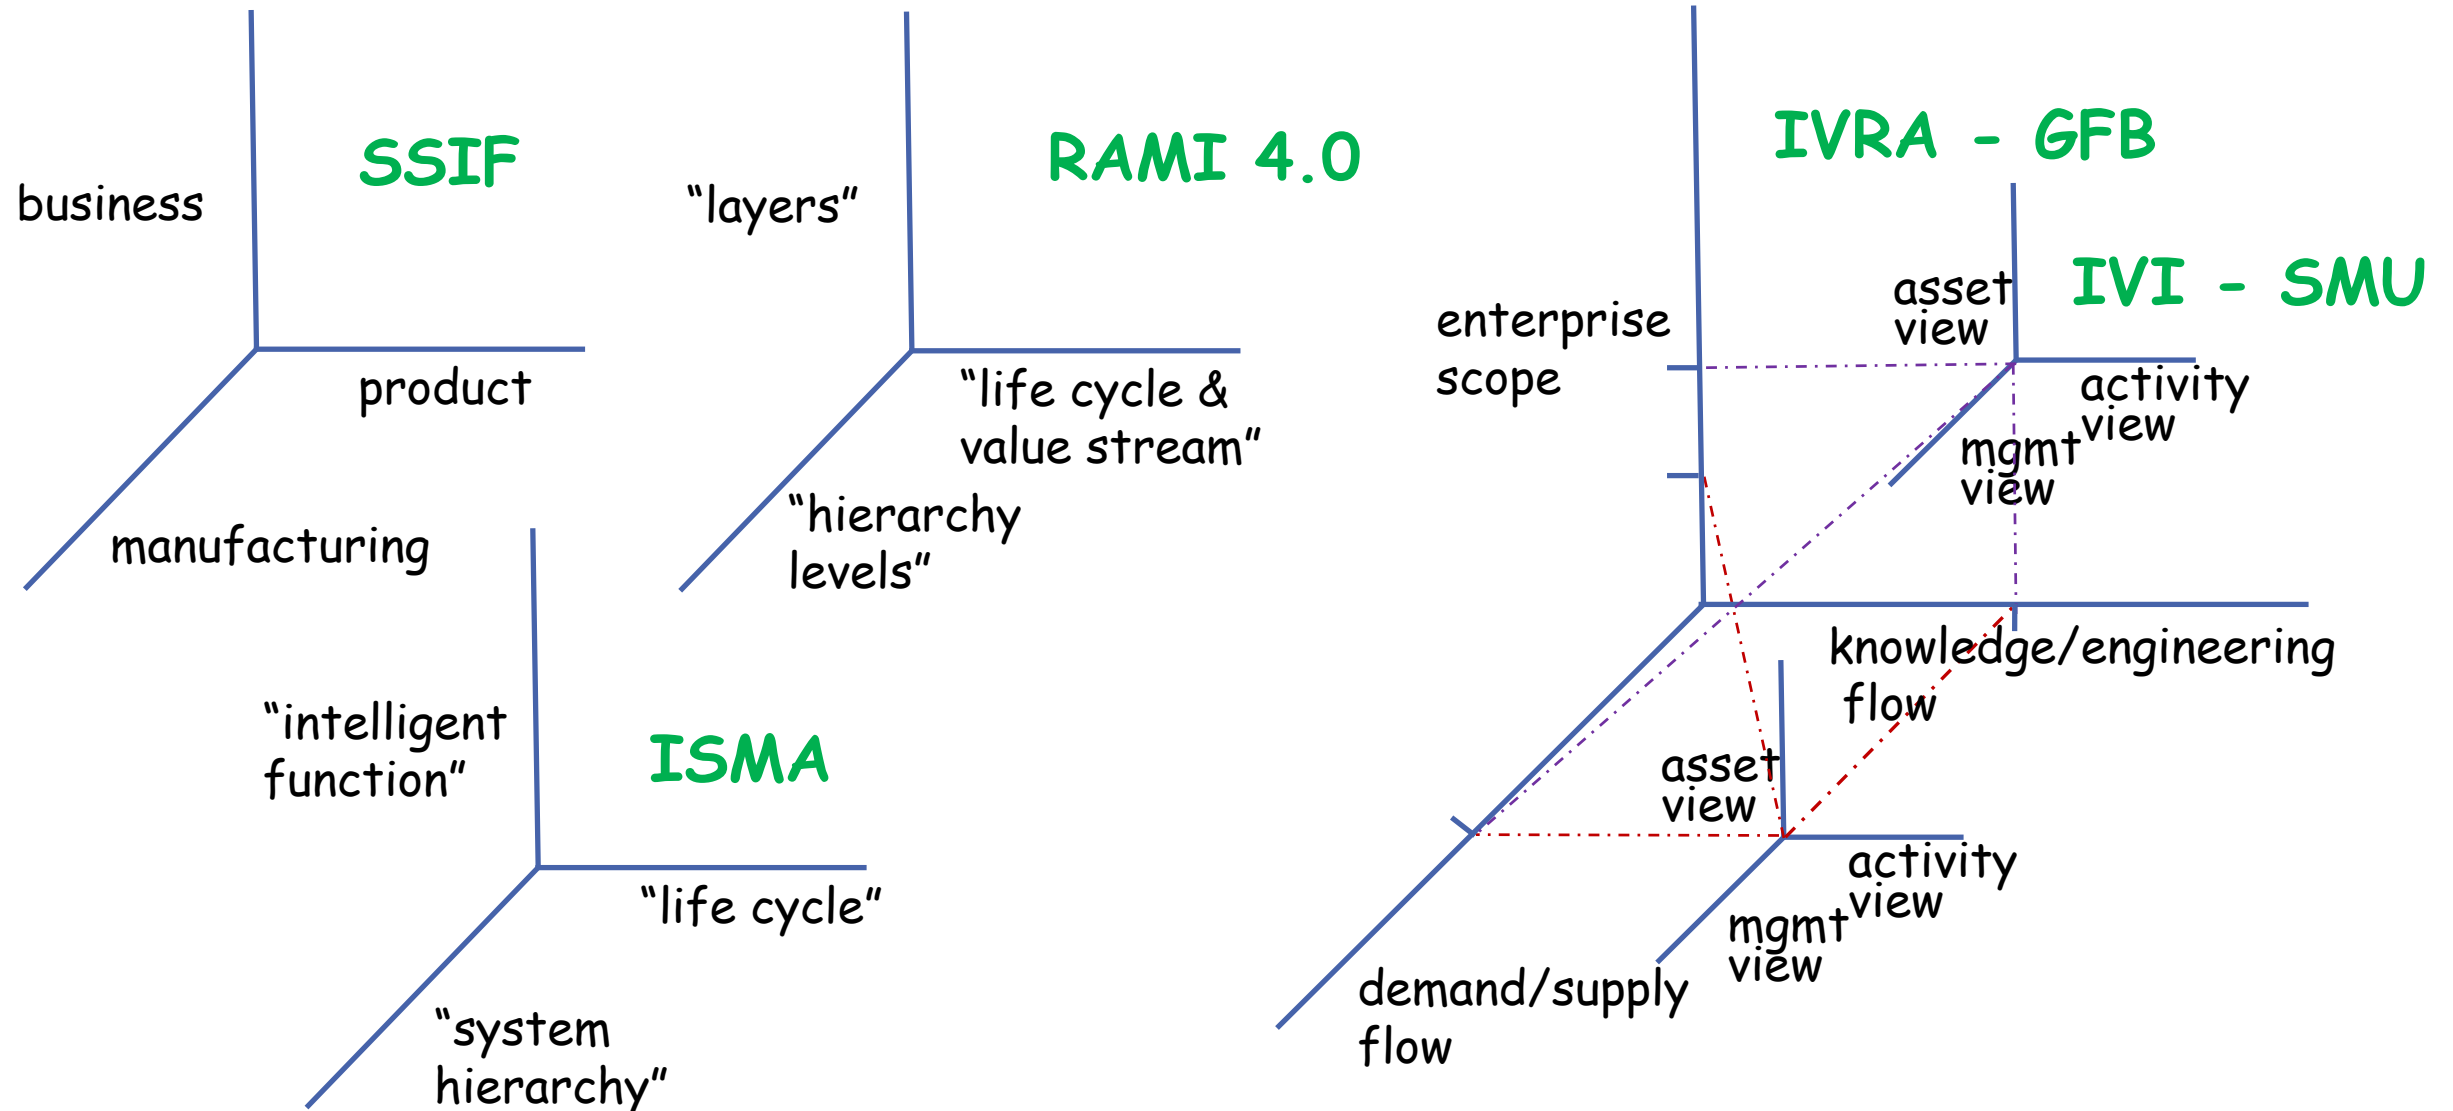 SSIF
business
product
manufacturing
RAMI 4.0
“layers”
“life cycle &
value stream”
“hierarchy
levels”
ISMA
“intelligent
function”
“life cycle”
“system
hierarchy”
IVRA - GFB
IVI - SMU
enterprise
scope
asset
view
activity
view
mgmt
view
knowledge/engineering
flow
asset
view
activity
view
mgmt
view
demand/supply
flow